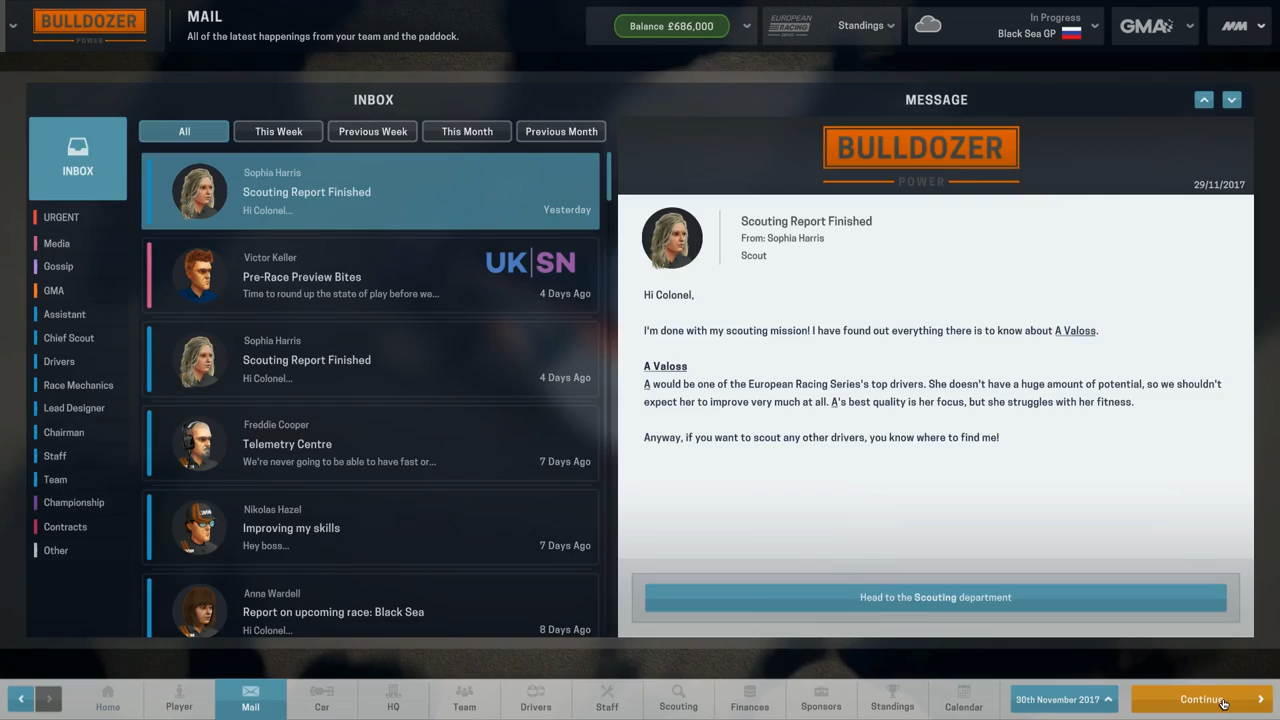 BULLDOZER
POWER
MAIL
All of the latest happenings from your team and the paddock.
Balance £686,000
EUROPEAN
RACING
SERIES
Standings
In Progress
Black Sea GP
GMA
INBOX
MESSAGE
INBOX
URGENT
Media
Gossip
GMA
Assistant
Chief Scout
Drivers
Race Mechanics
Lead Designer
Chairman
Staff
Team
Championship
Contracts
Other
All
This Week
Previous Week
This Month
Previous Month
Sophia Harris
Scouting Report Finished
Hi Colonel...
Yesterday
Victor Keller
Pre-Race Preview Bites
Time to round up the state of play before we...
UK|SN
4 Days Ago
Sophia Harris
Scouting Report Finished
Hi Colonel...
4 Days Ago
Freddie Cooper
Telemetry Centre
We're never going to be able to have fast or...
7 Days Ago
Nikolas Hazel
Improving my skills
Hey boss...
7 Days Ago
Anna Wardell
Report on upcoming race: Black Sea
Hi Colonel...
8 Days Ago
BULLDOZER
POWER
29/11/2017
Scouting Report Finished
From: Sophia Harris
Scout
Hi Colonel,
I'm done with my scouting mission! I have found out everything there is to know about A Valoss.
A Valoss
A would be one of the European Racing Series's top drivers. She doesn't have a huge amount of potential, so we shouldn't
expect her to improve very much at all. A's best quality is her focus, but she struggles with her fitness.
Anyway, if you want to scout any other drivers, you know where to find me!
Head to the Scouting department
Home
Player
Mail
Car
HQ
Team
Drivers
Staff
Scouting
Finances
Sponsors
Standings
Calendar
30th November 2017
Continue